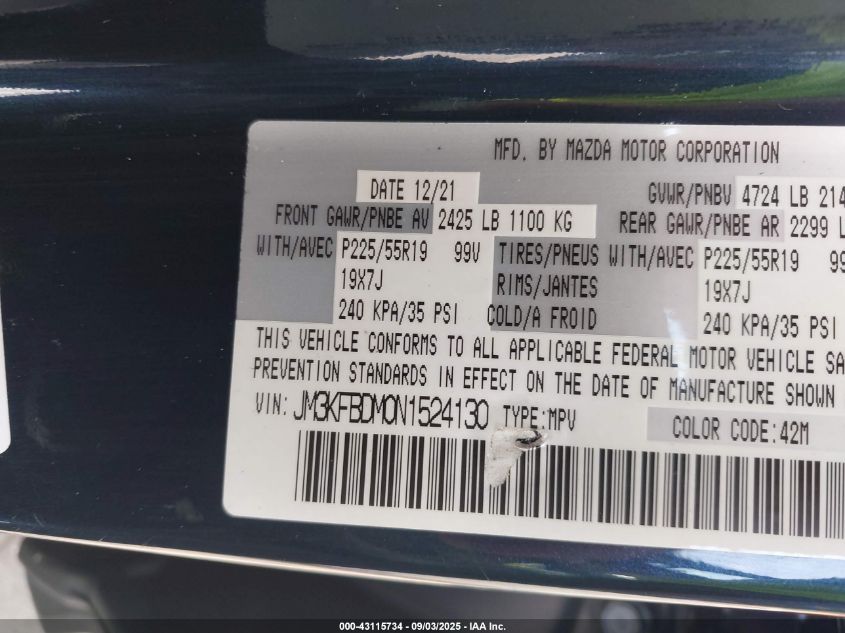 MFD. BY MAZDA MOTOR CORPORATION
DATE 12/21 GVWR/PNBV 4724 LB 214
FRONT GAWR/PNBE AV 2425 LB 1100 KG REAR GAWR/PNBE AR 2299 L
WITH/AVEC P225/55R19 99V TIRES/PNEUS WITH/AVEC P225/55R19 99
19X7J RIMS/JANTES 19X7J
240 KPA/35 PSI COLD/A FROID 240 KPA/35 PSI
THIS VEHICLE CONFORMS TO ALL APPLICABLE FEDERAL MOTOR VEHICLE SA
PREVENTION STANDARDS IN EFFECT ON THE DATE OF MANUFACTURE SHOWN
VIN: JM3KFBDM0N1524130 TYPE:MPV COLOR CODE:42M
000-43115734 - 09/03/2025 - IAA Inc.